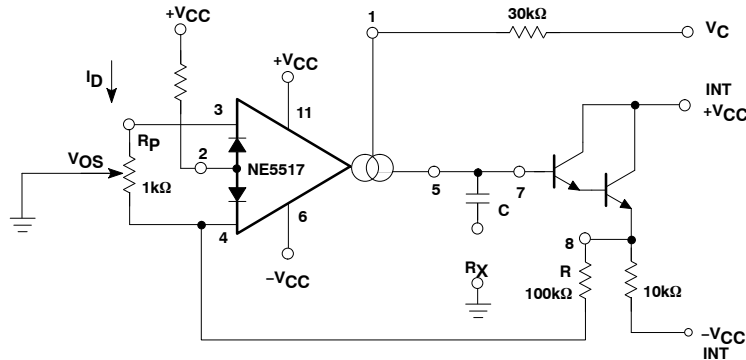 +VCC
1
30kΩ
VC
ID
+VCC
INT
+VCC
3
11
RP
VOS
2
NE5517
1kΩ
5
7
C
4
6
−VCC
8
RX
R
100kΩ
10kΩ
−VCC
INT